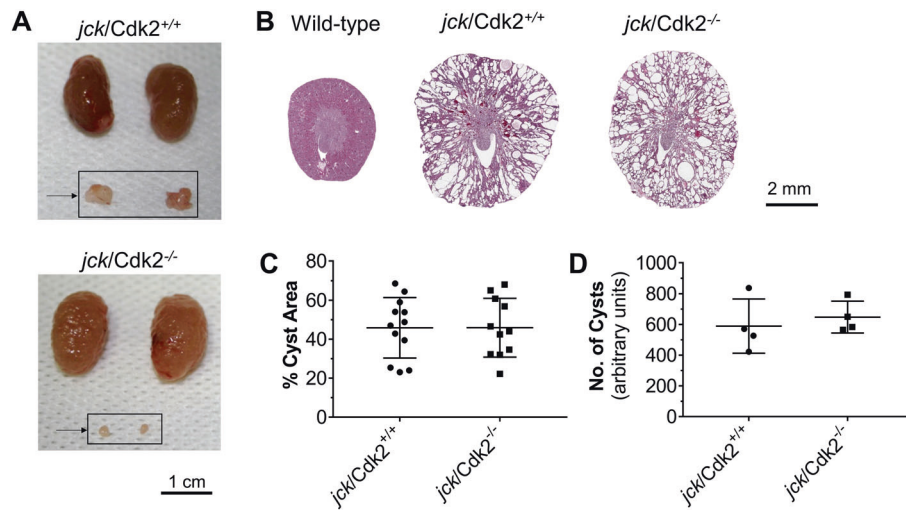 A
jck/Cdk2+/+
jck/Cdk2-/-
1 cm
B
Wild-type
jck/Cdk2+/+
jck/Cdk2-/-
2 mm
C
% Cyst Area
80
60
40
20
0
jck/Cdk2+/+
jck/Cdk2-/-
D
No. of Cysts
(arbitrary units)
1000
800
600
400
200
0
jck/Cdk2+/+
jck/Cdk2-/-